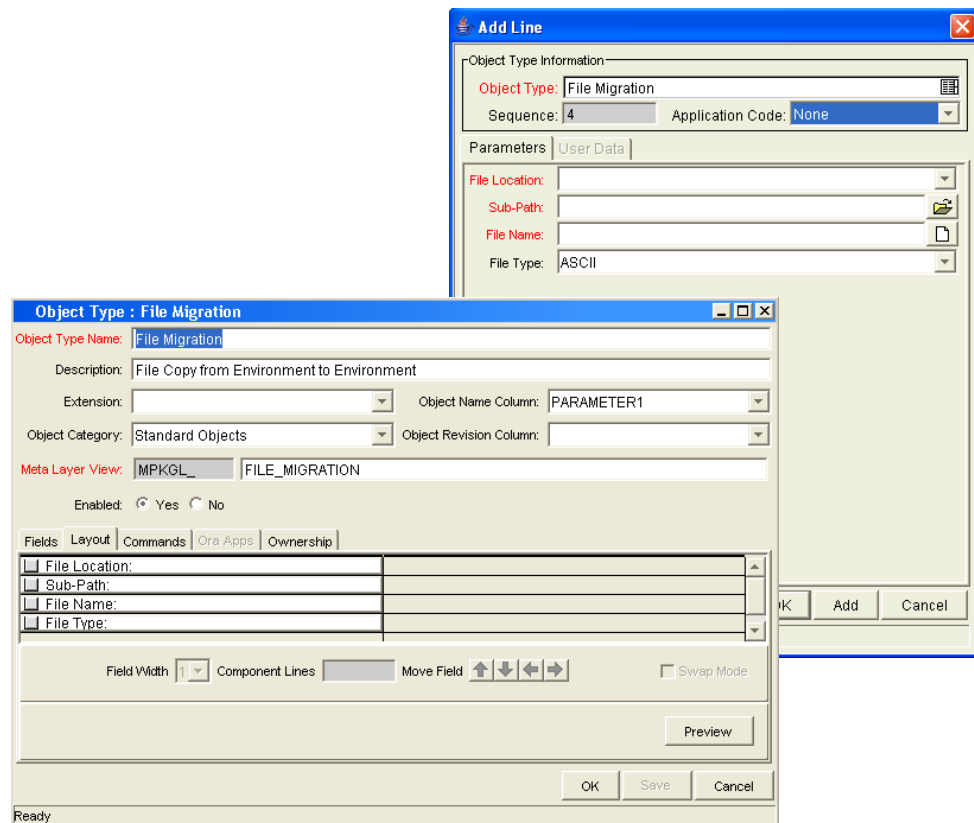 Add Line
Object Type Information
Object Type: File Migration
Sequence: 4 Application Code: None
Parameters User Data
File Location:
Sub-Path:
File Name:
File Type: ASCII
Add Cancel
Object Type : File Migration
Object Type Name: File Migration
Description: File Copy from Environment to Environment
Extension: Object Name Column: PARAMETER1
Object Category: Standard Objects Object Revision Column:
Meta Layer View: MPKGL_ FILE_MIGRATION
Enabled: Yes No
Fields Layout Commands Ora Apps Ownership
File Location:
Sub-Path:
File Name:
File Type:
Field Width 1 Component Lines Move Field Swap Mode
Preview
OK Save Cancel
Ready